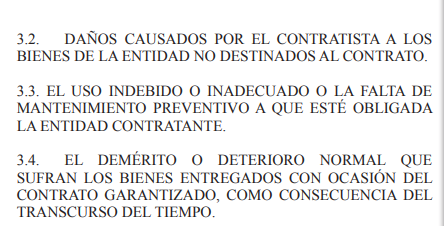 3.2. DAÑOS CAUSADOS POR EL CONTRATISTA A LOS
BIENES DE LA ENTIDAD NO DESTINADOS AL CONTRATO.
3.3. EL USO INDEBIDO O INADECUADO O LA FALTA DE
MANTENIMIENTO PREVENTIVO A QUE ESTÉ OBLIGADA
LA ENTIDAD CONTRATANTE.
3.4. EL DEMÉRITO O DETERIORO NORMAL QUE
SUFRAN LOS BIENES ENTREGADOS CON OCASIÓN DEL
CONTRATO GARANTIZADO, COMO CONSECUENCIA DEL
TRANSCURSO DEL TIEMPO.